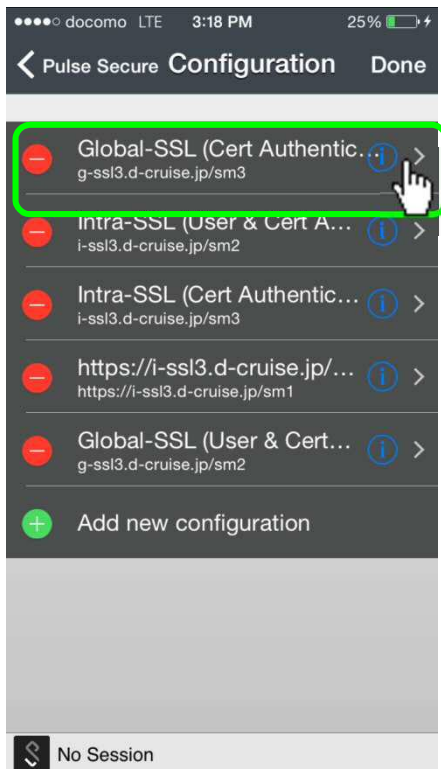 docomo LTE 3:18 PM 25%
Pulse Secure Configuration Done
Global-SSL (Cert Authentic...
g-ssl3.d-cruise.jp/sm3
Intra-SSL (User & Cert A...
i-ssl3.d-cruise.jp/sm2
Intra-SSL (Cert Authentic...
i-ssl3.d-cruise.jp/sm3
https://i-ssl3.d-cruise.jp/...
https://i-ssl3.d-cruise.jp/sm1
Global-SSL (User & Cert...
g-ssl3.d-cruise.jp/sm2
Add new configuration
No Session